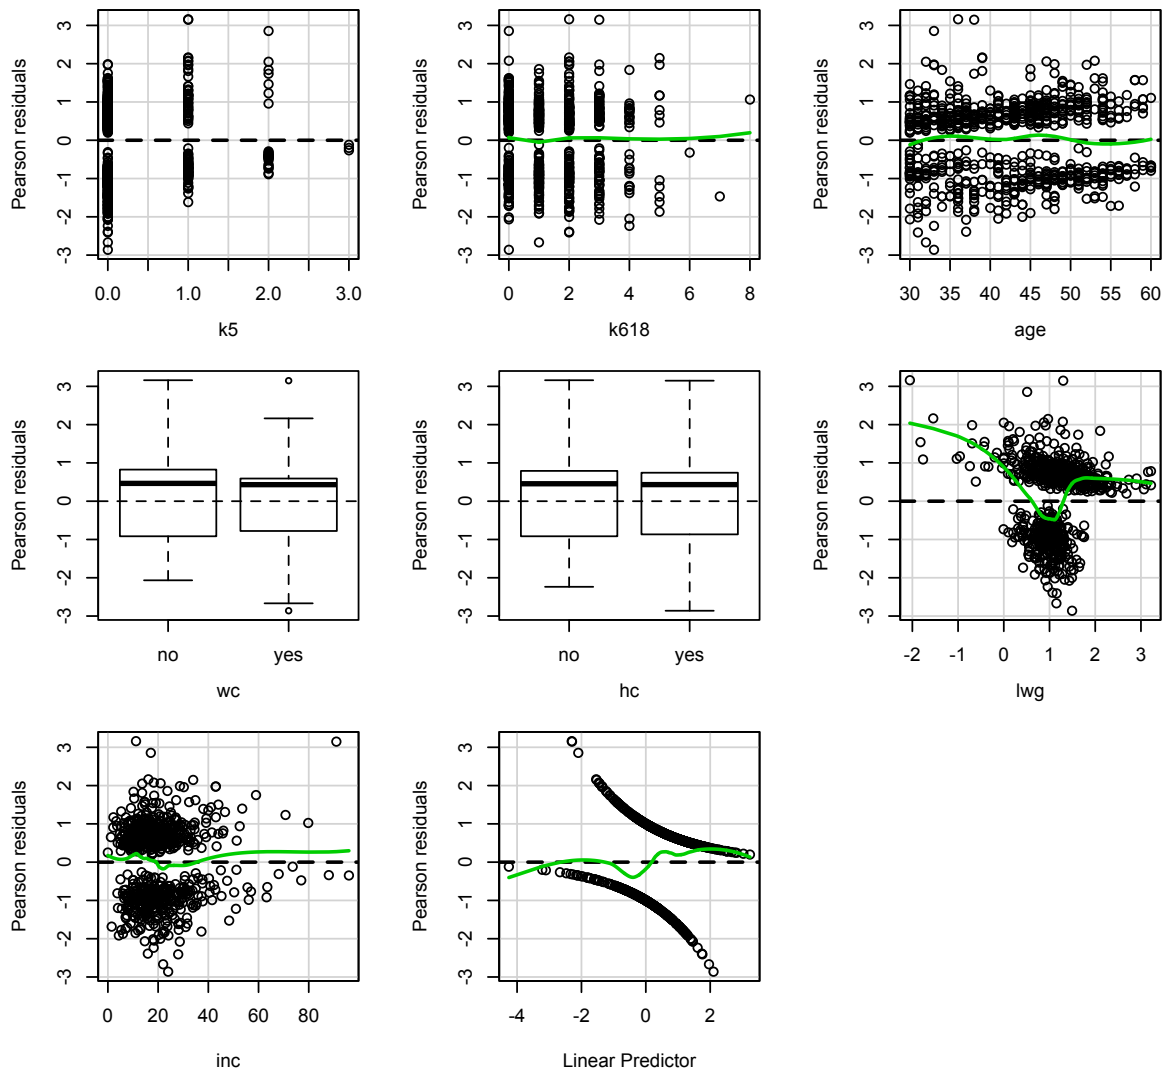 Pearson residuals
3
2
1
0
-1
-2
-3
0.0 1.0 2.0 3.0
k5
Pearson residuals
3
2
1
0
-1
-2
-3
0 2 4 6 8
k618
Pearson residuals
3
2
1
0
-1
-2
-3
30 35 40 45 50 55 60
age
Pearson residuals
3
2
1
0
-1
-2
-3
no yes
wc
Pearson residuals
3
2
1
0
-1
-2
-3
no yes
hc
Pearson residuals
3
2
1
0
-1
-2
-3
-2 -1 0 1 2 3
lwg
Pearson residuals
3
2
1
0
-1
-2
-3
0 20 40 60 80
inc
Pearson residuals
3
2
1
0
-1
-2
-3
-4 -2 0 2
Linear Predictor